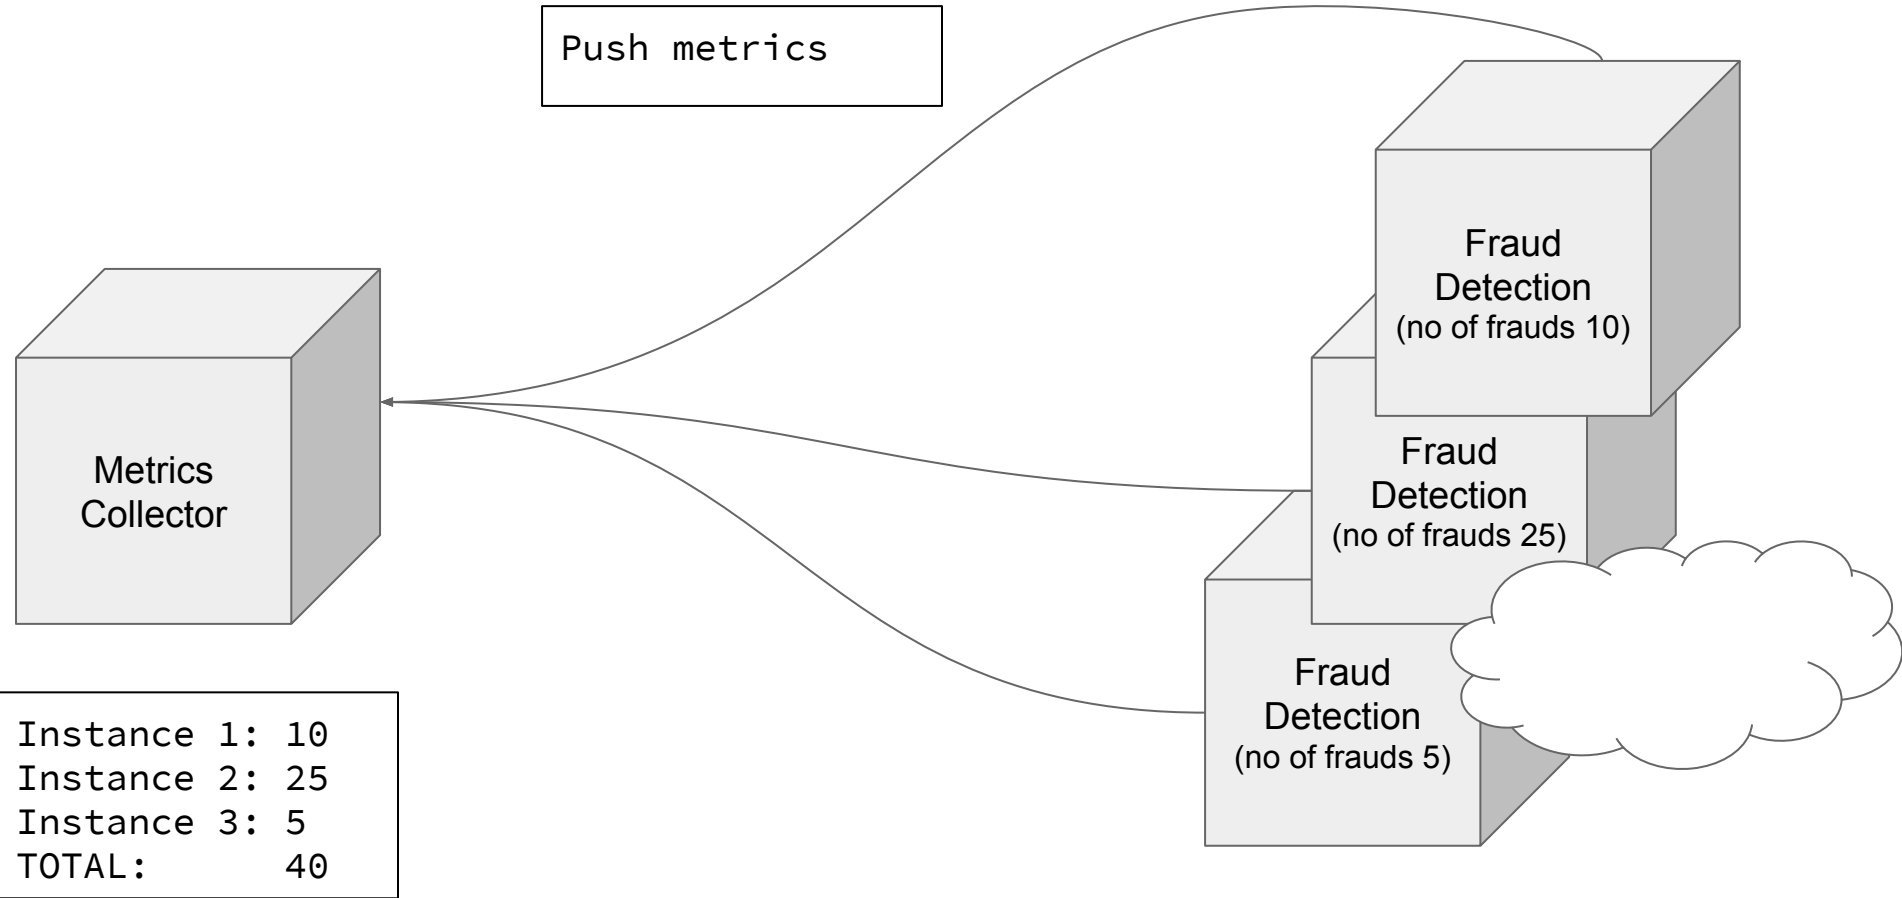 Push metrics
Fraud
Detection
(no of frauds 10)
Fraud
Detection
(no of frauds 25)
Metrics
Collector
Fraud
Detection
(no of frauds 5)
Instance 1: 10
Instance 2: 25
Instance 3: 5
TOTAL: 40